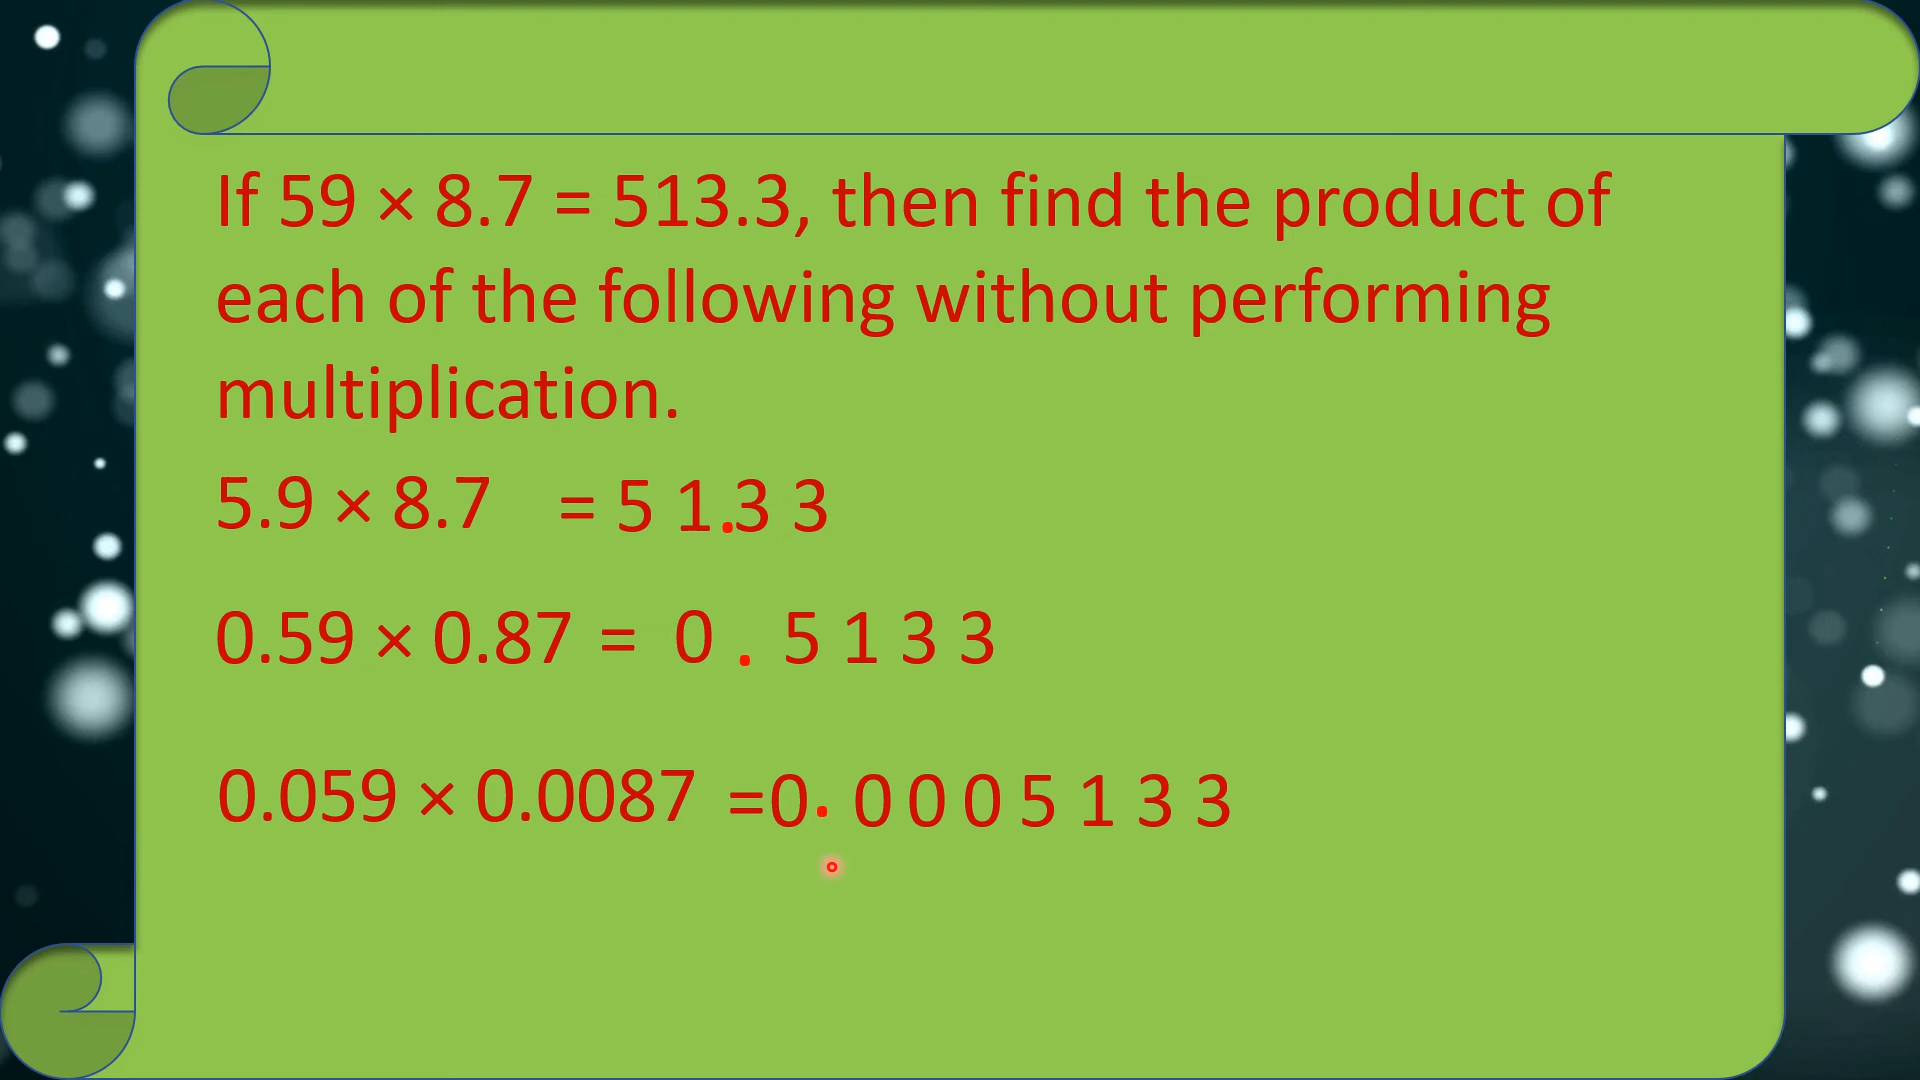 If 59 × 8.7 = 513.3, then find the product of
each of the following without performing
multiplication.
5.9 × 8.7 = 5 1.3 3
0.59 × 0.87 = 0 . 5 1 3 3
0.059 × 0.0087 =0. 0 0 0 5 1 3 3